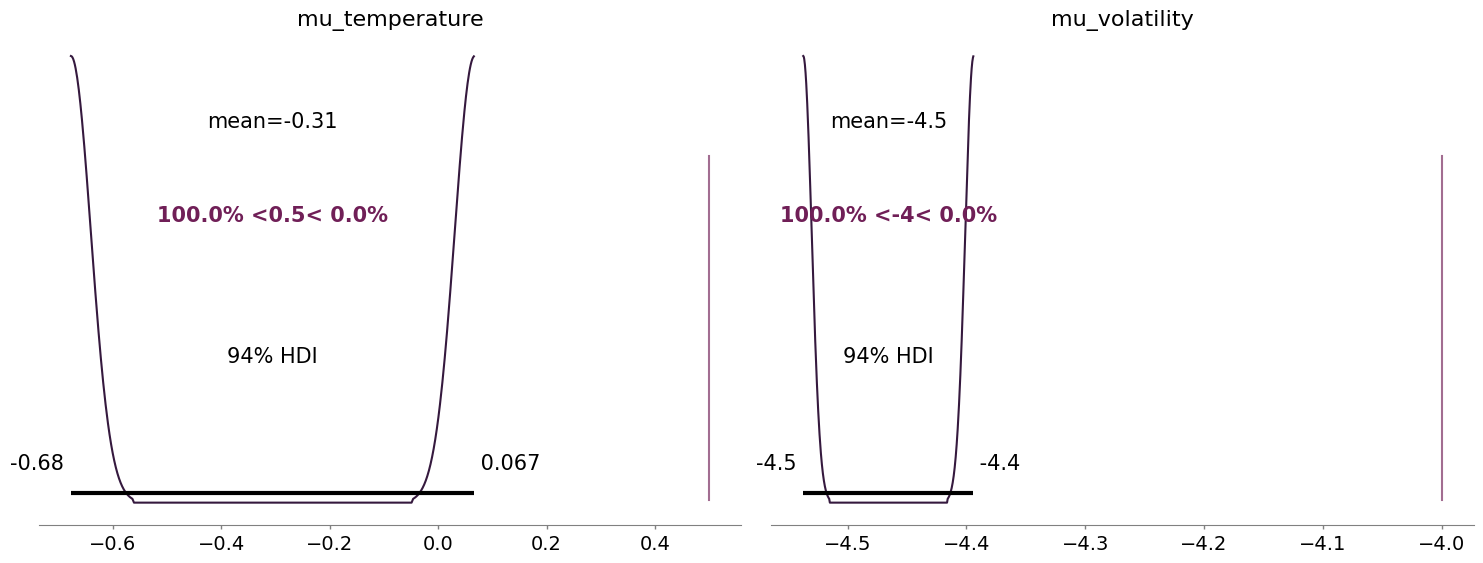 mu_temperature
mean=-0.31
100.0% <0.5< 0.0%
94% HDI
-0.68
0.067
−0.6
−0.4
−0.2
0.0
0.2
0.4
mu_volatility
mean=-4.5
100.0% <-4< 0.0%
94% HDI
-4.5
-4.4
−4.5
−4.4
−4.3
−4.2
−4.1
−4.0